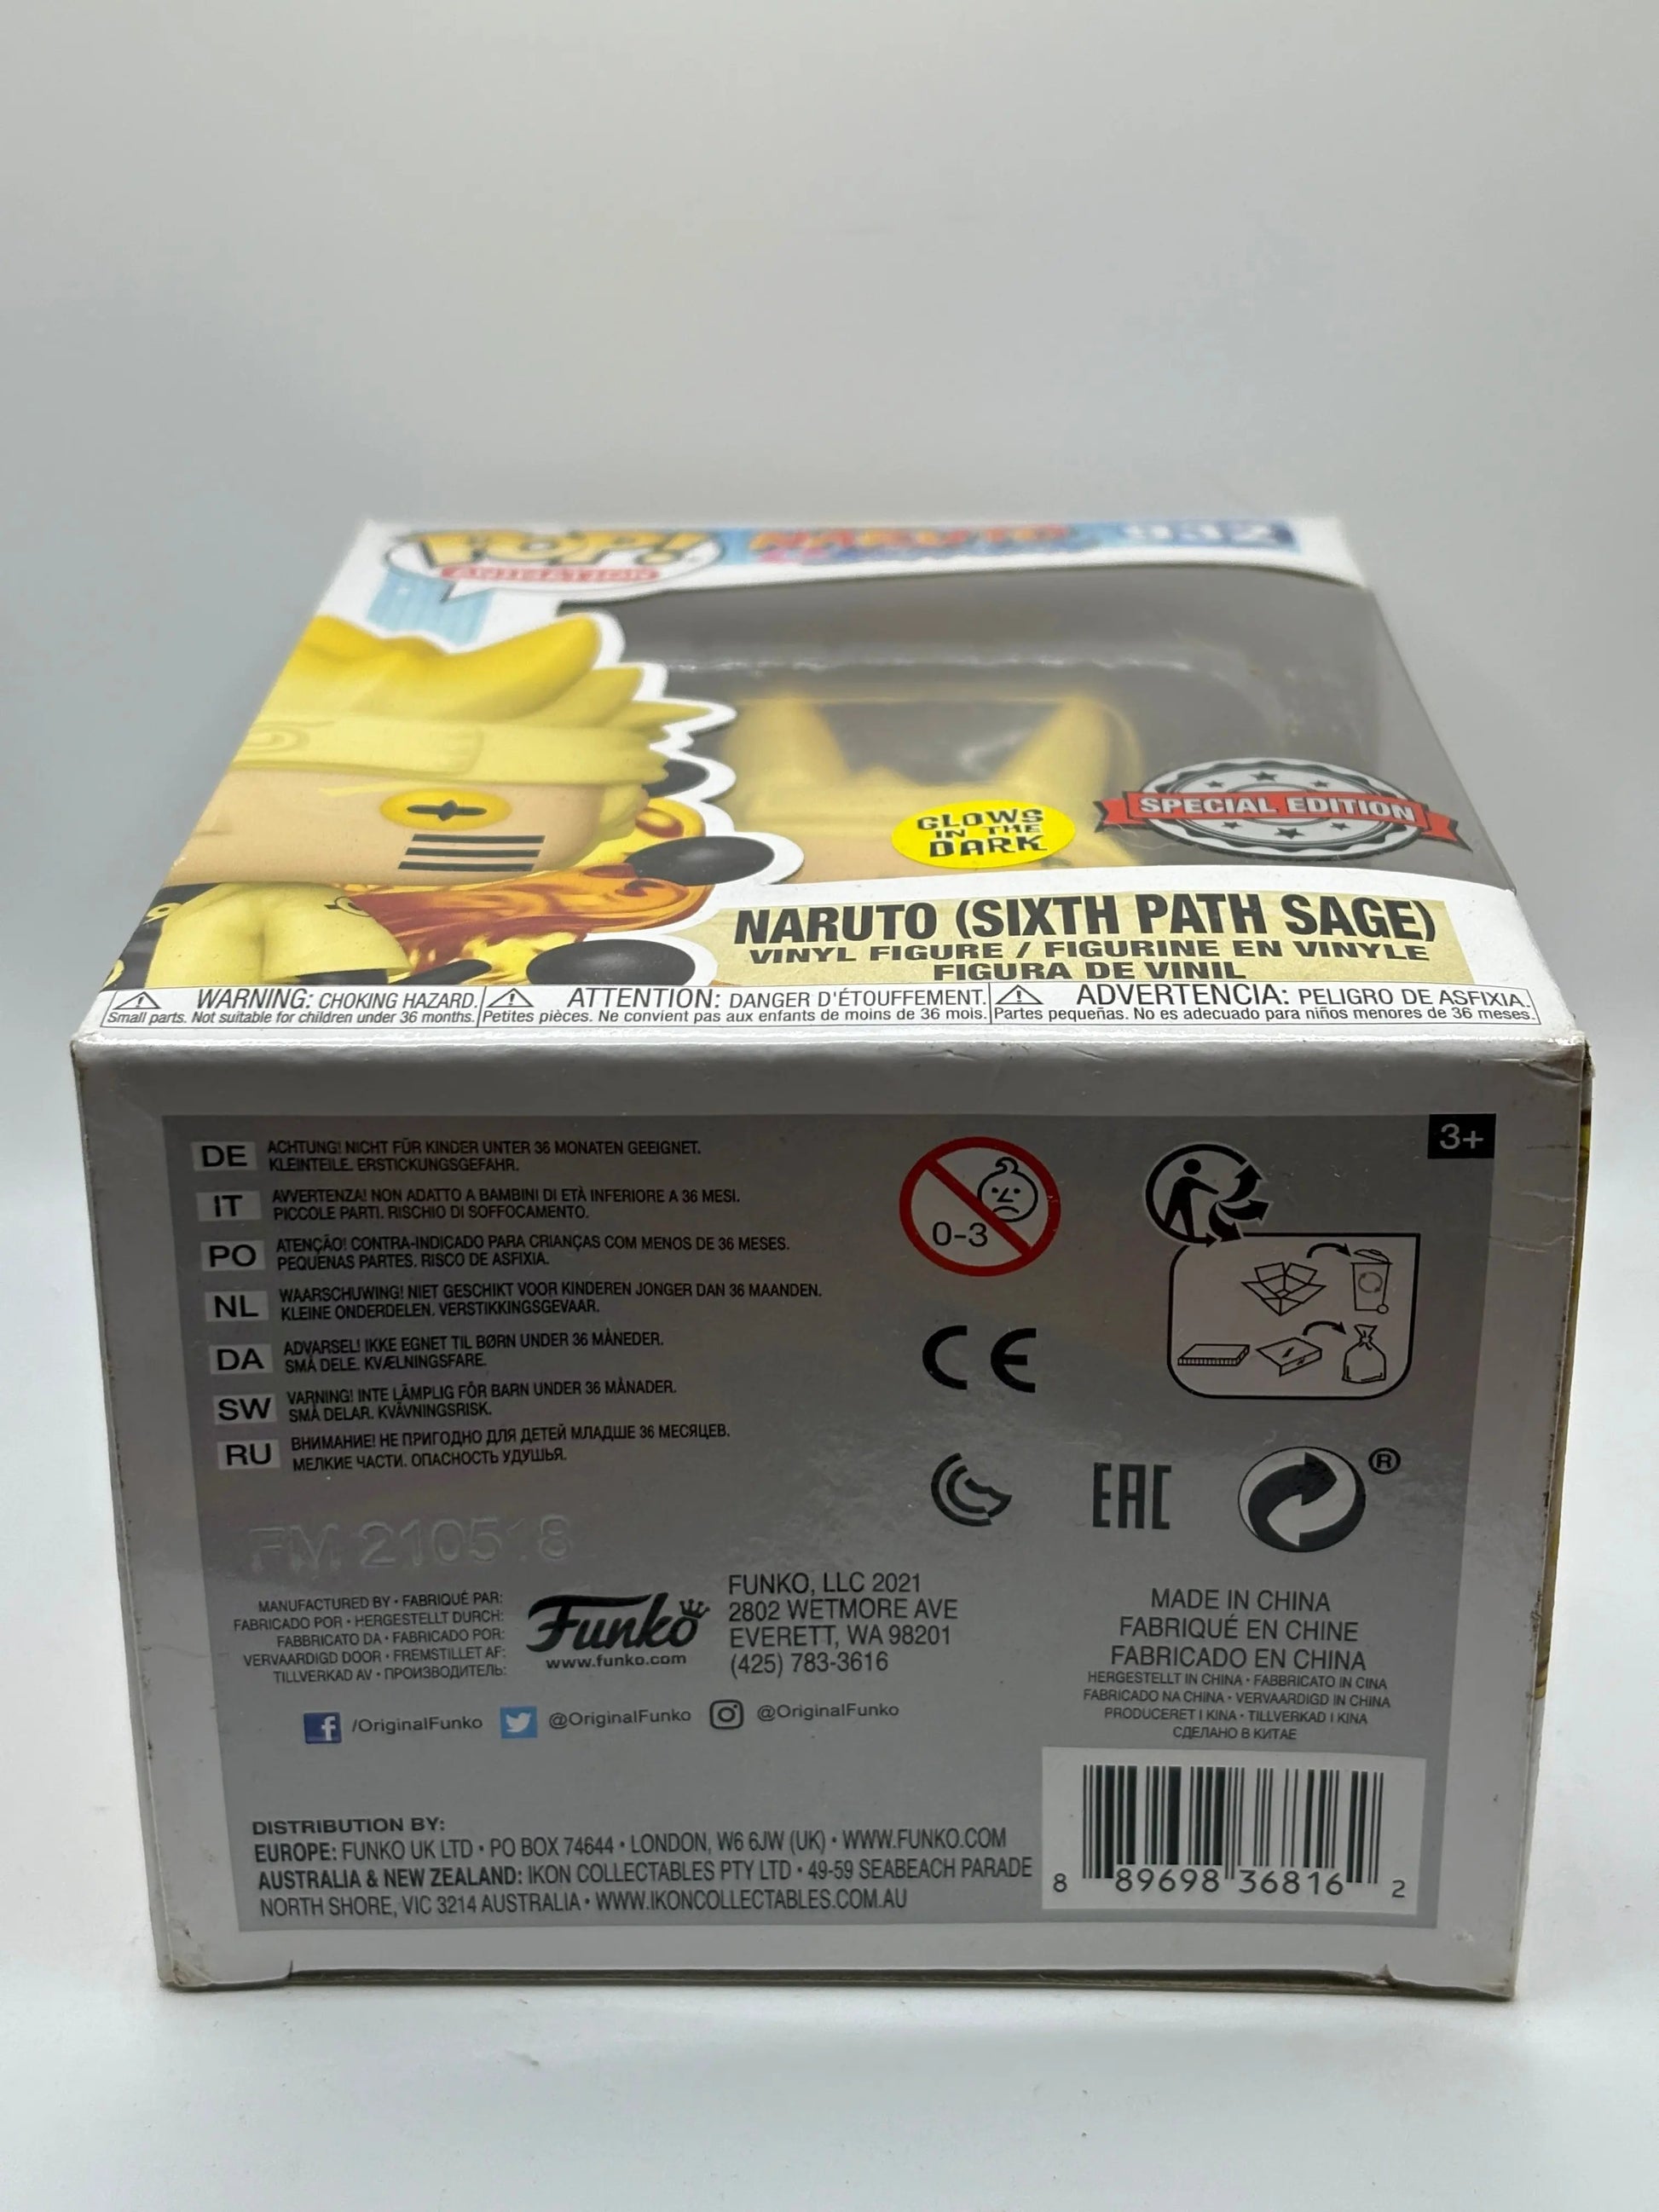 POP!
ANIMATION
NARUTO
932
GLOWS
IN THE
DARK
SPECIAL EDITION
NARUTO (SIXTH PATH SAGE)
VINYL FIGURE / FIGURINE EN VINYLE
FIGURA DE VINIL
WARNING: CHOKING HAZARD.
Small parts. Not suitable for children under 36 months.
ATTENTION: DANGER D'ÉTOUFFEMENT.
Petites pièces. Ne convient pas aux enfants de moins de 36 mois.
ADVERTENCIA: PELIGRO DE ASFIXIA.
Partes pequeñas. No es adecuado para niños menores de 36 meses.
3+
DE ACHTUNG! NICHT FÜR KINDER UNTER 36 MONATEN GEEIGNET.
KLEINTEILE. ERSTICKUNGSGEFAHR.
IT AVVERTENZA! NON ADATTO A BAMBINI DI ETÀ INFERIORE A 36 MESI.
PICCOLE PARTI. RISCHIO DI SOFFOCAMENTO.
PO ATENÇÃO! CONTRA-INDICADO PARA CRIANÇAS COM MENOS DE 36 MESES.
PEQUENAS PARTES. RISCO DE ASFIXIA.
NL WAARSCHUWING! NIET GESCHIKT VOOR KINDEREN JONGER DAN 36 MAANDEN.
KLEINE ONDERDELEN. VERSTIKKINGSGEVAAR.
DA ADVARSEL! IKKE EGNET TIL BØRN UNDER 36 MÅNEDER.
SMÅ DELE. KVÆLNINGSFARE.
SW VARNING! INTE LÄMPLIG FÖR BARN UNDER 36 MÅNADER.
SMÅ DELAR. KVÄVNINGSRISK.
RU ВНИМАНИЕ! НЕ ПРИГОДНО ДЛЯ ДЕТЕЙ МЛАДШЕ 36 МЕСЯЦЕВ.
МЕЛКИЕ ЧАСТИ. ОПАСНОСТЬ УДУШЬЯ.
0-3
CE
EAC
®
FM
MANUFACTURED BY • FABRIQUÉ PAR:
FABRICADO POR • HERGESTELLT DURCH:
FABBRICATO DA • FABRICADO POR:
VERVAARDIGD DOOR • FREMSTILLET AF:
TILLVERKAD AV • ПРОИЗВОДИТЕЛЬ:
Funko
www.funko.com
FUNKO, LLC 2021
2802 WETMORE AVE
EVERETT, WA 98201
(425) 783-3616
MADE IN CHINA
FABRIQUÉ EN CHINE
FABRICADO EN CHINA
HERGESTELLT IN CHINA • FABBRICATO IN CINA
FABRICADO NA CHINA • VERVAARDIGD IN CHINA
PRODUCERET I KINA • TILLVERKAD I KINA
СДЕЛАНО В КИТАЕ
f /OriginalFunko @OriginalFunko @OriginalFunko
DISTRIBUTION BY:
EUROPE: FUNKO UK LTD • PO BOX 74644 • LONDON, W6 6JW (UK) • WWW.FUNKO.COM
AUSTRALIA & NEW ZEALAND: IKON COLLECTABLES PTY LTD • 49-59 SEABEACH PARADE
NORTH SHORE, VIC 3214 AUSTRALIA • WWW.IKONCOLLECTABLES.COM.AU
8 89698 36816 2